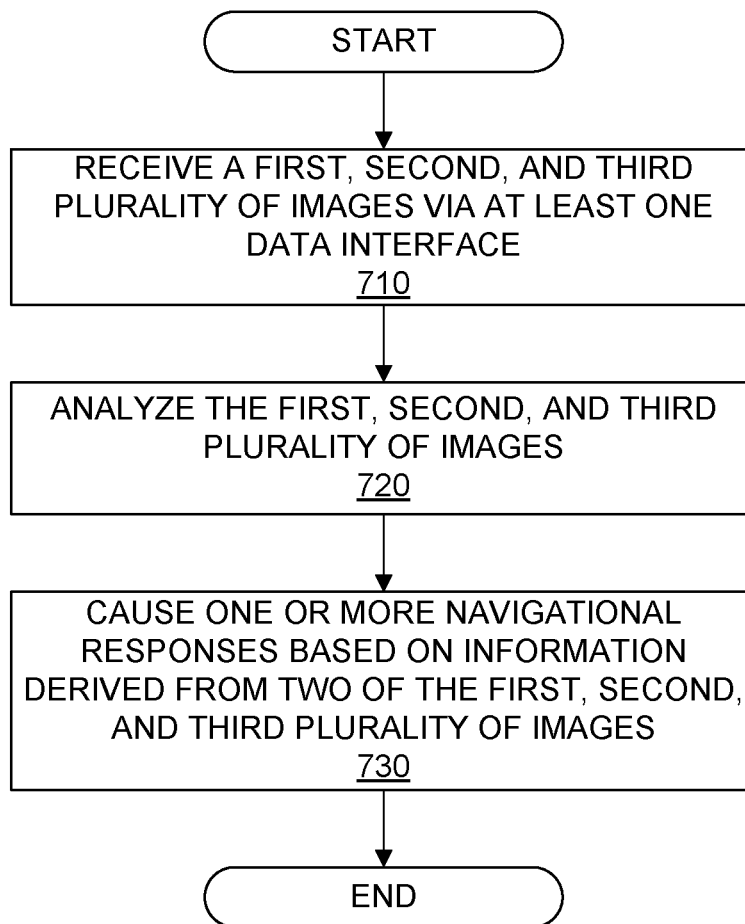 START
RECEIVE A FIRST, SECOND, AND THIRD
PLURALITY OF IMAGES VIA AT LEAST ONE
DATA INTERFACE
710
ANALYZE THE FIRST, SECOND, AND THIRD
PLURALITY OF IMAGES
720
CAUSE ONE OR MORE NAVIGATIONAL
RESPONSES BASED ON INFORMATION
DERIVED FROM TWO OF THE FIRST, SECOND,
AND THIRD PLURALITY OF IMAGES
730
END